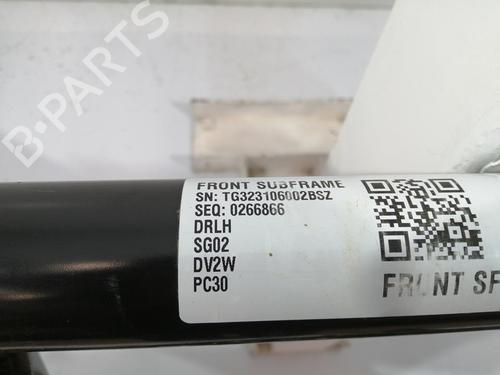 B-PARTS
FRONT SUBFRAME
SN: TG323106002BSZ
SEQ: 0266866
DRLH
SG02
DV2W
PC30
FRONT SF